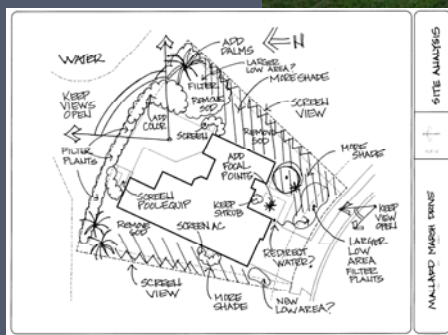 WATER
ADD
PALMS
N
FILTER
LARGER
LOW AREA?
MORE SHADE
KEEP
VIEWS
OPEN
ADD
COLOR
REMOVE
SOD
SCREEN
VIEW
SCREEN
REMOVE
SOD
MORE
SHADE
FILTER
PLANTS
ADD
FOCAL
POINTS
SCREEN
POOL EQUIP
KEEP
SHRUB
KEEP
VIEW
OPEN
REMOVE
SOD
SCREEN AC
REDIRECT
WATER?
LARGER
LOW
AREA
FILTER
PLANTS
SCREEN
VIEW
MORE
SHADE
NEW
LOW AREA?
SITE ANALYSIS
MALLARD MARSH DRIVE